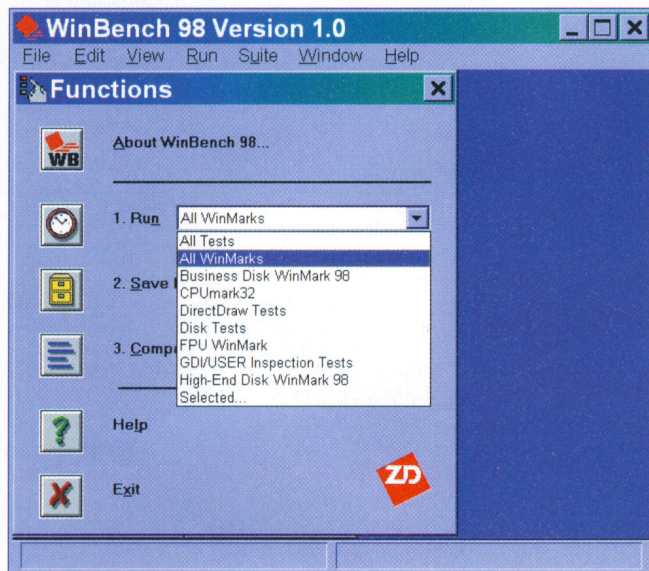 WinBench 98 Version 1.0
File Edit View Run Suite Window Help
Functions
WB
About WinBench 98...
1. Run All WinMarks
All Tests
All WinMarks
Business Disk WinMark 98
2. Save
CPUmark32
DirectDraw Tests
Disk Tests
3. Comp
FPU WinMark
GDI/USER Inspection Tests
High-End Disk WinMark 98
Selected...
Help
ZD
Exit